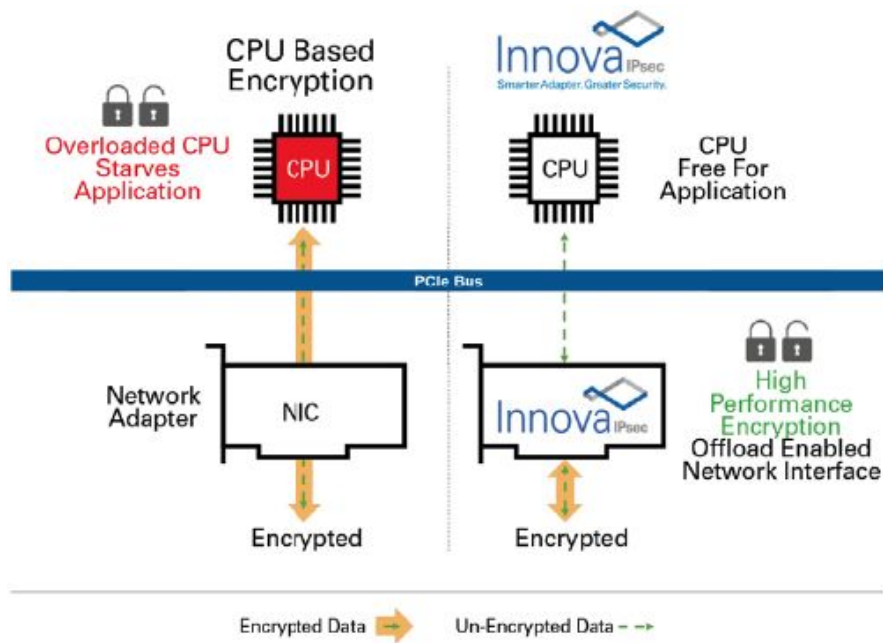 CPU Based
Encryption
Overloaded CPU
Starves
Application
CPU
Innova IPsec
Smarter Adapter. Greater Security.
CPU
CPU
Free For
Application
PCIe Bus
Network
Adapter
NIC
Encrypted
Innova IPsec
High
Performance
Encryption
Offload Enabled
Network Interface
Encrypted
Encrypted Data
Un-Encrypted Data